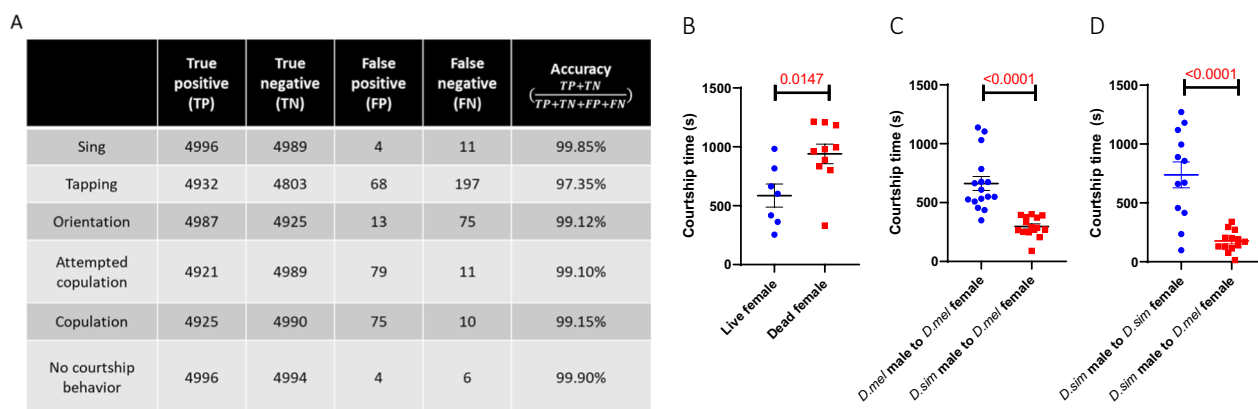 A
True positive (TP) True negative (TN) False positive (FP) False negative (FN) Accuracy (TP+TN / TP+TN+FP+FN)
Sing 4996 4989 4 11 99.85%
Tapping 4932 4803 68 197 97.35%
Orientation 4987 4925 13 75 99.12%
Attempted copulation 4921 4989 79 11 99.10%
Copulation 4925 4990 75 10 99.15%
No courtship behavior 4996 4994 4 6 99.90%
B
0.0147
Courtship time (s)
1500
1000
500
0
Live female
Dead female
C
<0.0001
Courtship time (s)
1500
1000
500
0
D.mel male to D.mel female
D.sim male to D.mel female
D
<0.0001
Courtship time (s)
1500
1000
500
0
D.sim male to D.sim female
D.sim male to D.mel female